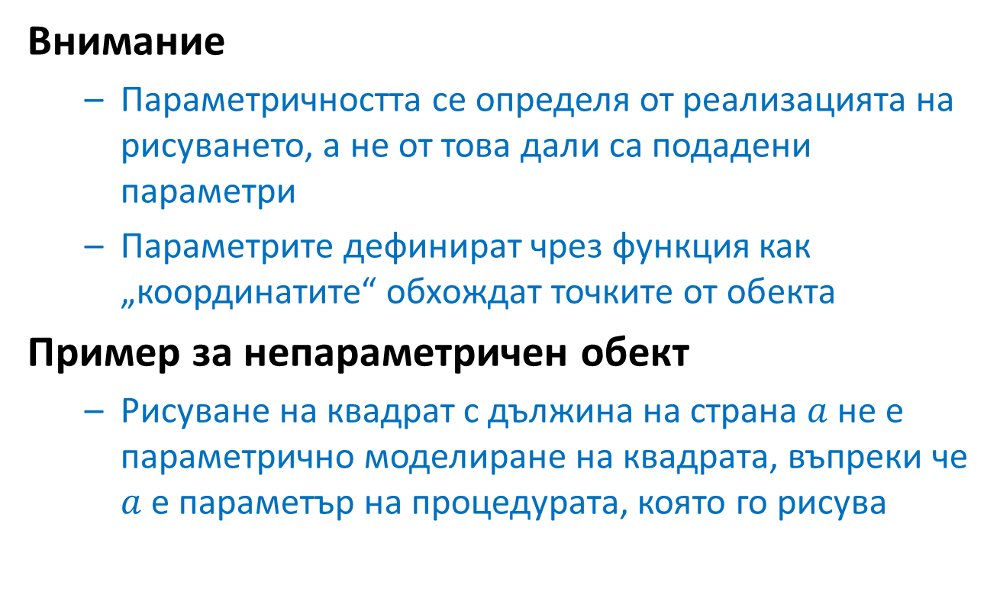 Внимание
– Параметричността се определя от реализацията на
рисуването, а не от това дали са подадени
параметри
– Параметрите дефинират чрез функция как
„координатите“ обхождат точките от обекта
Пример за непараметричен обект
– Рисуване на квадрат с дължина на страна 𝑎 не е
параметрично моделиране на квадрата, въпреки че
𝑎 е параметър на процедурата, която го рисува